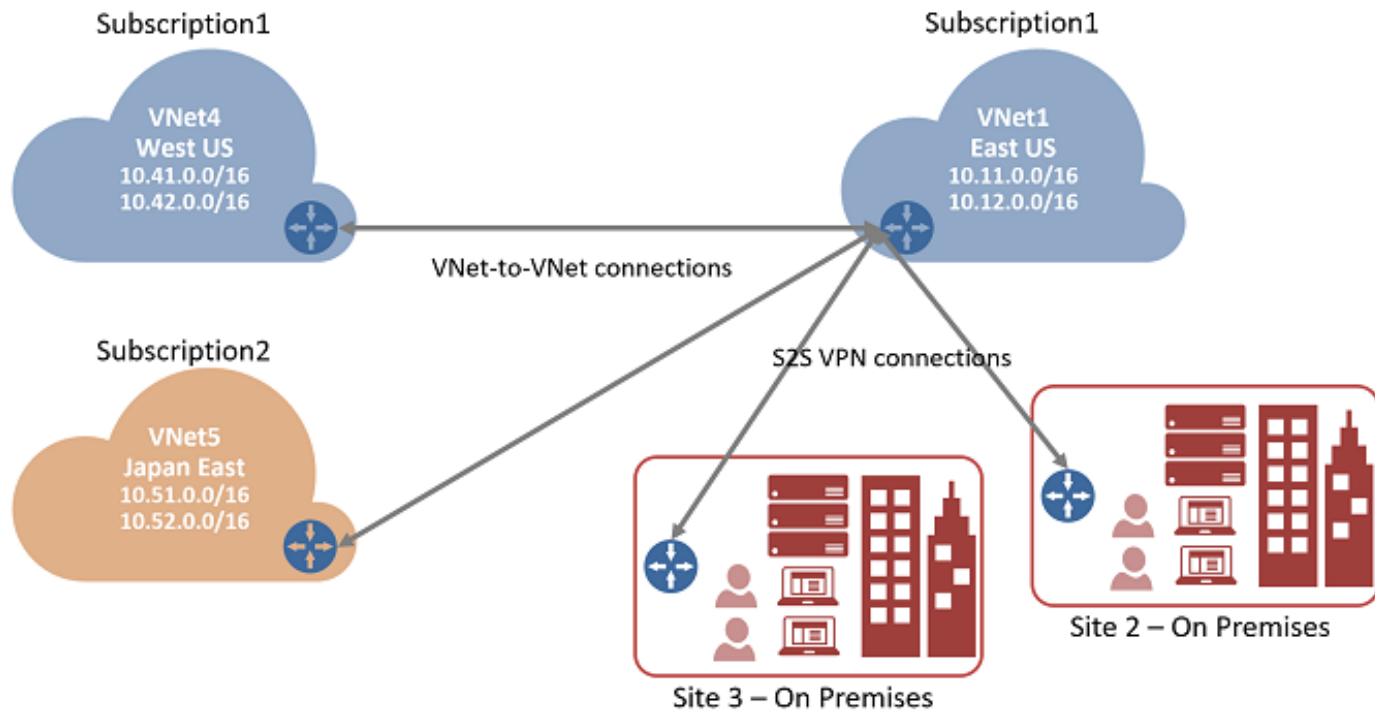 Subscription1
VNet4
West US
10.41.0.0/16
10.42.0.0/16
Subscription1
VNet1
East US
10.11.0.0/16
10.12.0.0/16
VNet-to-VNet connections
Subscription2
VNet5
Japan East
10.51.0.0/16
10.52.0.0/16
S2S VPN connections
Site 2 – On Premises
Site 3 – On Premises